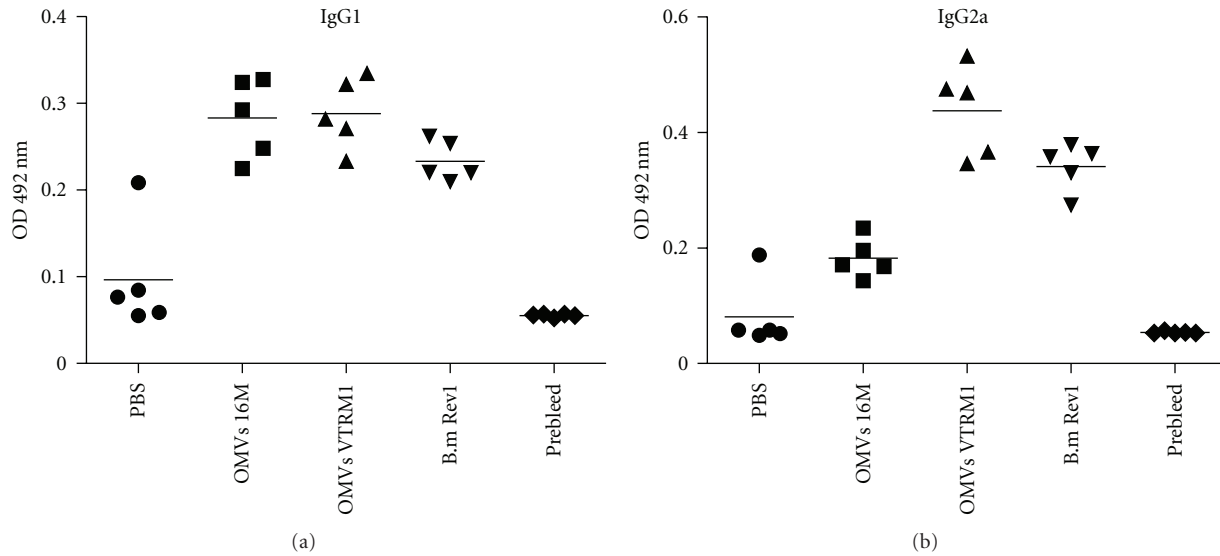 IgG1
0.4
0.3
0.2
0.1
0
OD 492 nm
PBS
OMVs 16M
OMVs VTRM1
B.m Rev1
Prebleed
(a)
IgG2a
0.6
0.4
0.2
0
OD 492 nm
PBS
OMVs 16M
OMVs VTRM1
B.m Rev1
Prebleed
(b)